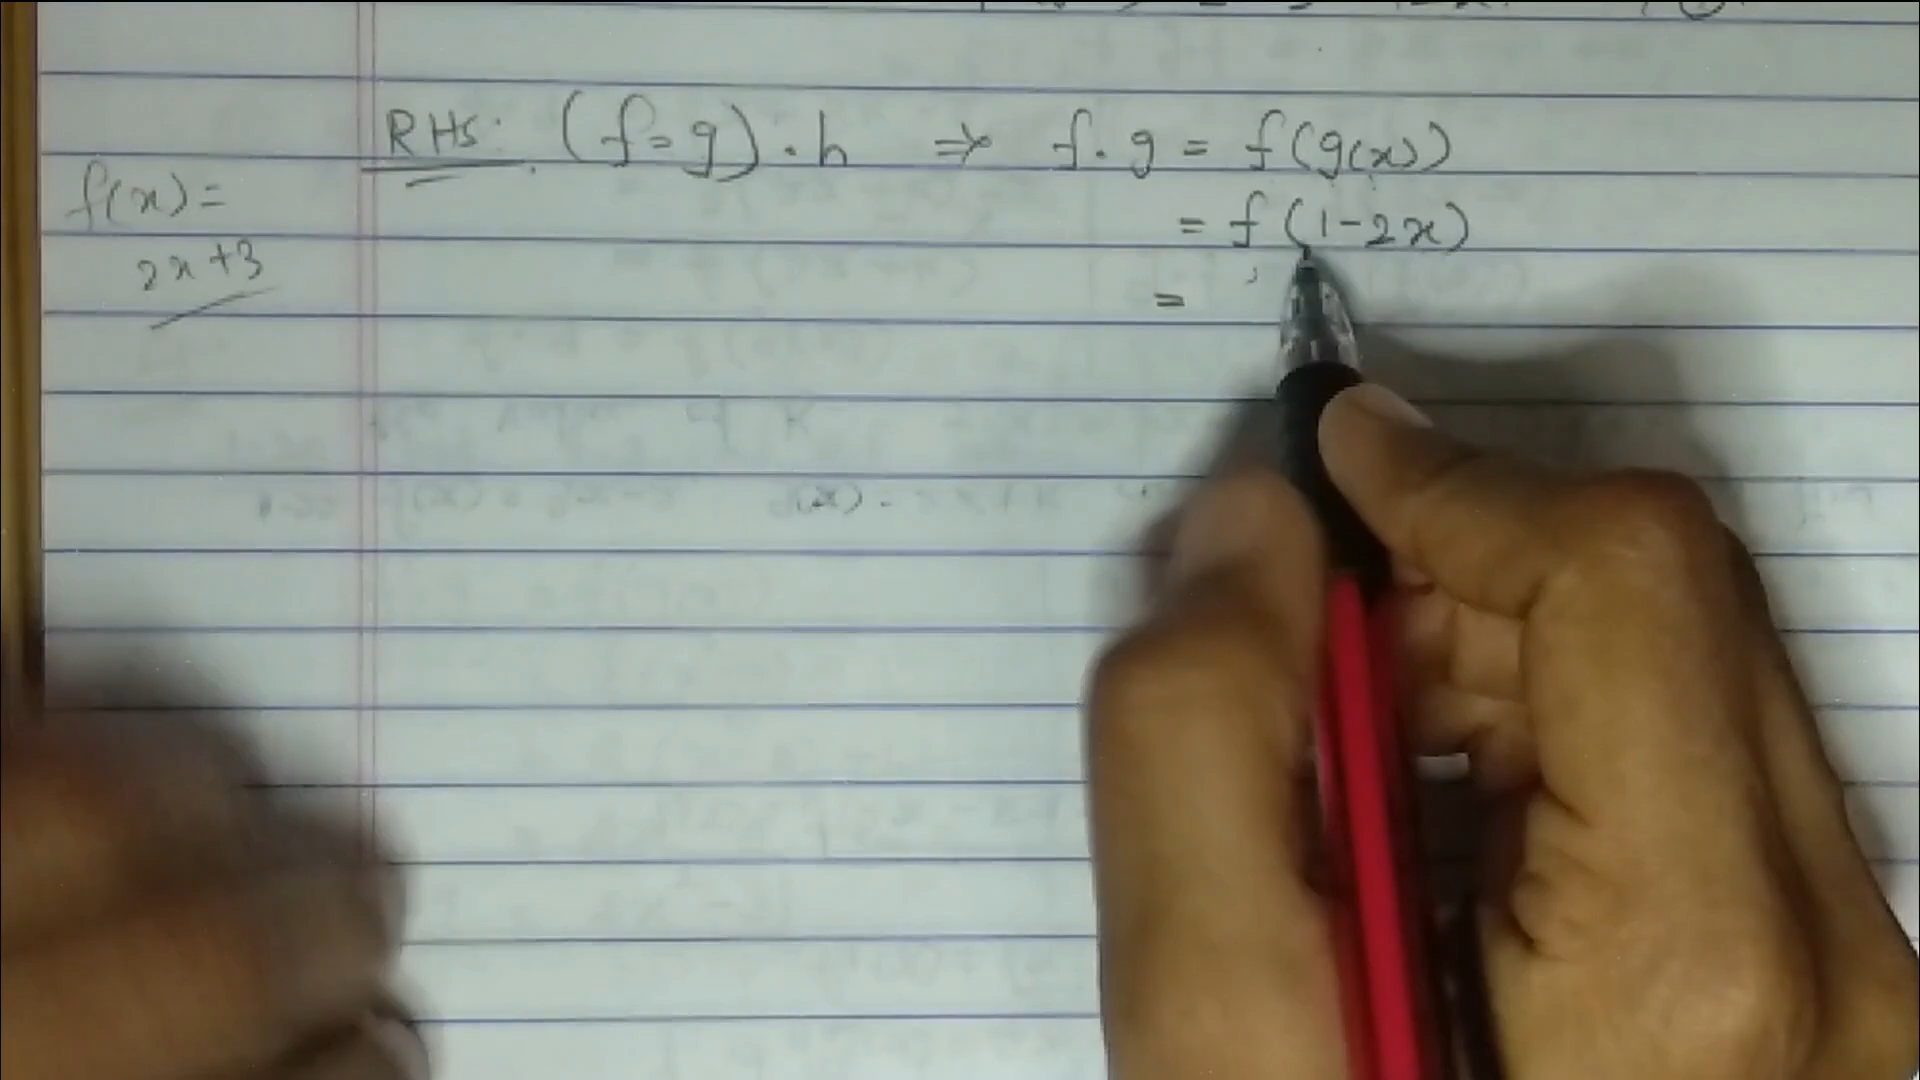 RHS: (f∘g)∘h ⇒ f∘g = f(g(x))
f(x) =
= f(1-2x)
2x+3
=